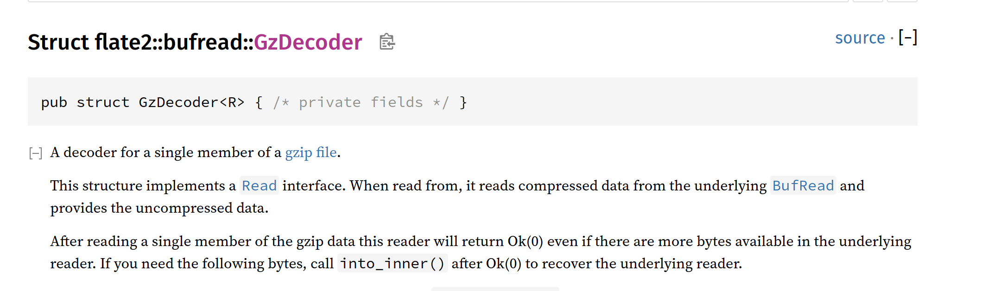 Struct flate2::bufread::GzDecoder
source · [−]
pub struct GzDecoder<R> { /* private fields */ }
[−] A decoder for a single member of a gzip file.
This structure implements a Read interface. When read from, it reads compressed data from the underlying BufRead and
provides the uncompressed data.
After reading a single member of the gzip data this reader will return Ok(0) even if there are more bytes available in the underlying
reader. If you need the following bytes, call into_inner() after Ok(0) to recover the underlying reader.